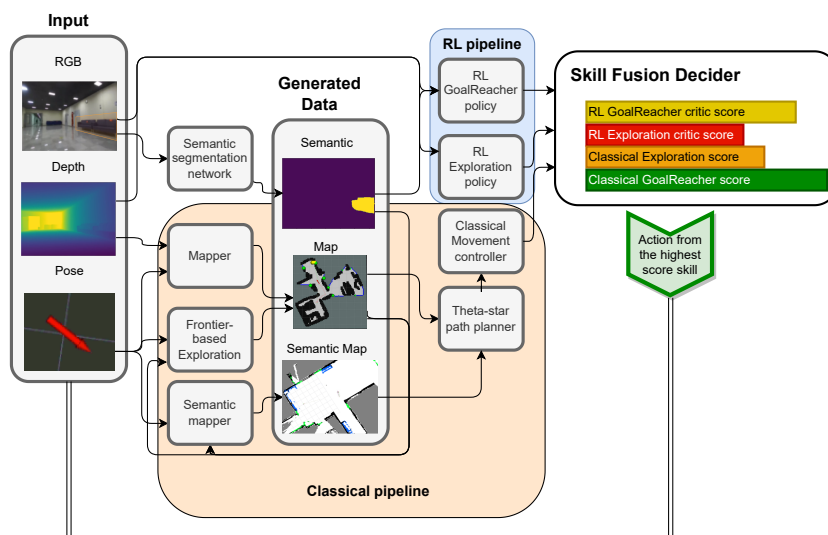 Input
RGB
Depth
Pose
Semantic
segmentation
network
Mapper
Frontier-
based
Exploration
Semantic
mapper
Generated
Data
Semantic
Map
Semantic Map
Classical pipeline
RL pipeline
RL
GoalReacher
policy
RL
Exploration
policy
Classical
Movement
controller
Theta-star
path planner
Skill Fusion Decider
RL GoalReacher critic score
RL Exploration critic score
Classical Exploration score
Classical GoalReacher score
Action from
the highest
score skill